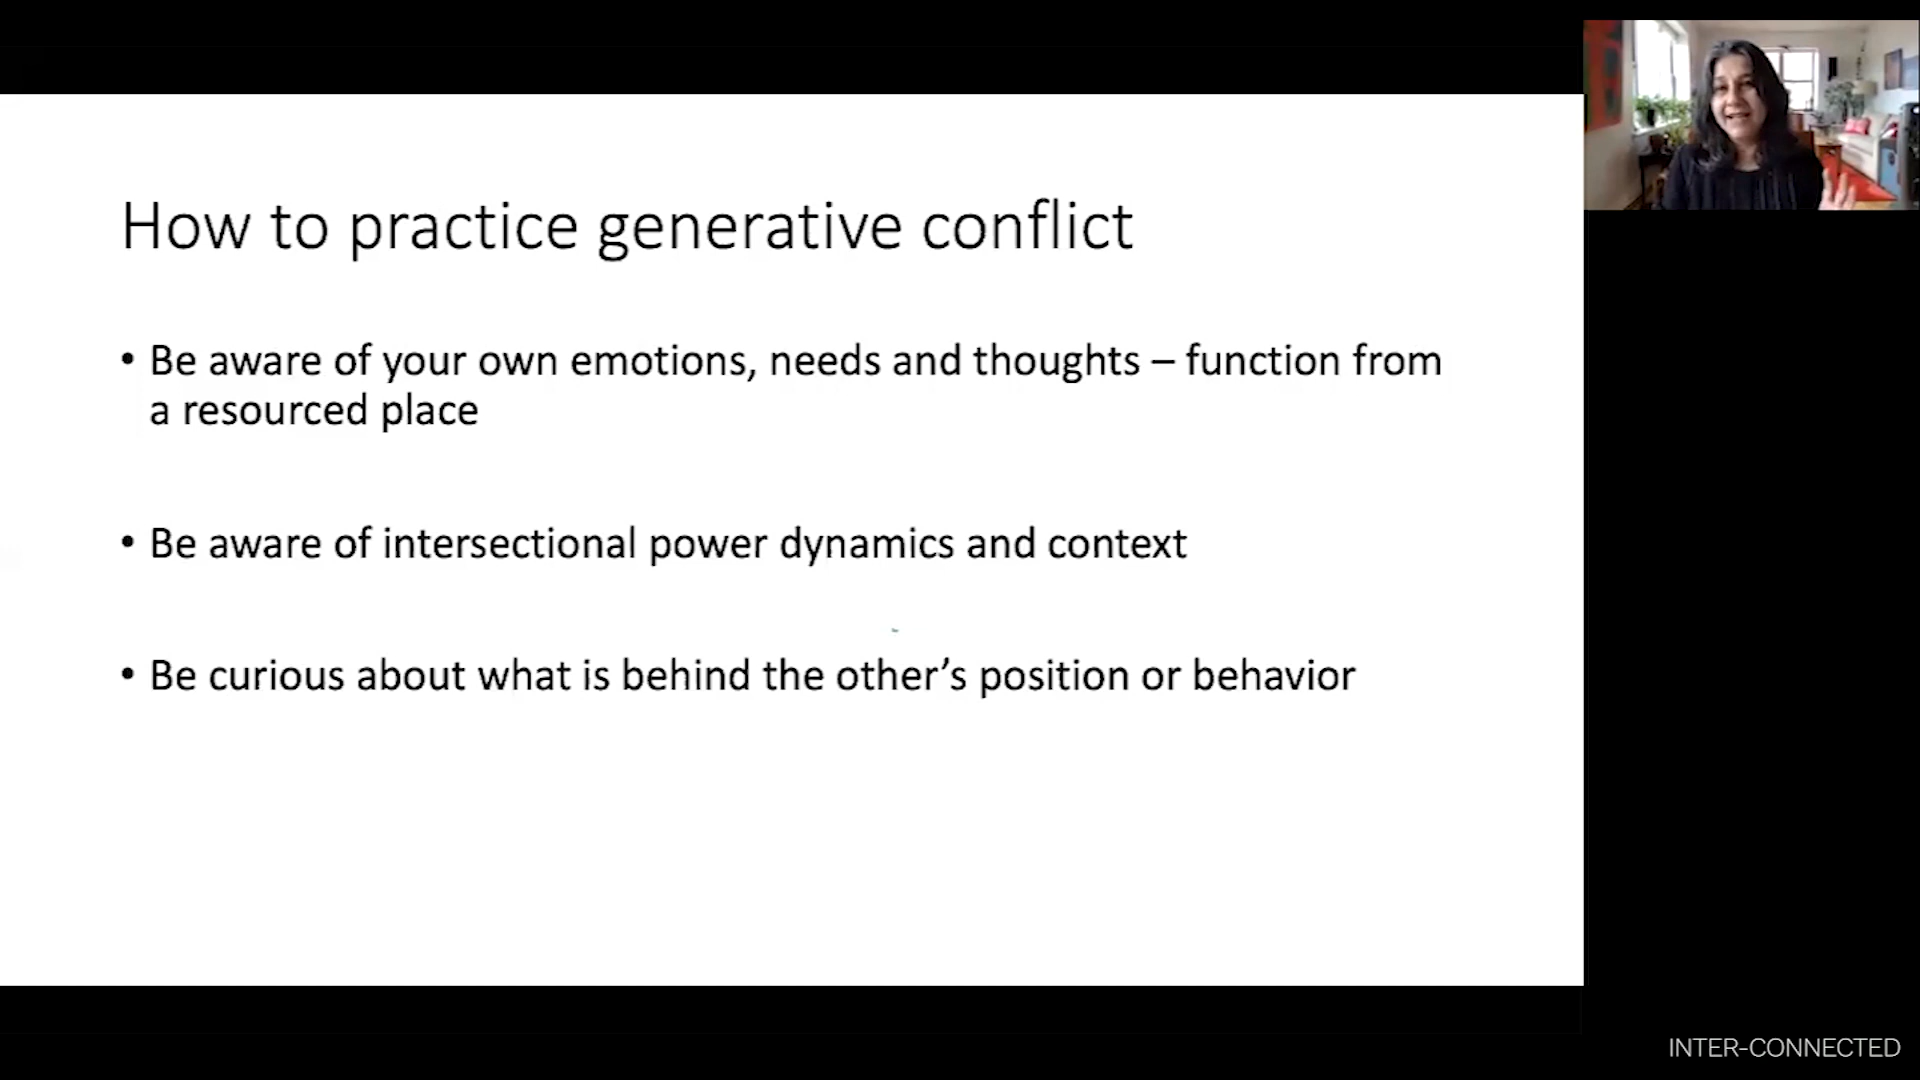 How to practice generative conflict
• Be aware of your own emotions, needs and thoughts – function from
a resourced place
• Be aware of intersectional power dynamics and context
• Be curious about what is behind the other’s position or behavior
INTER-CONNECTED